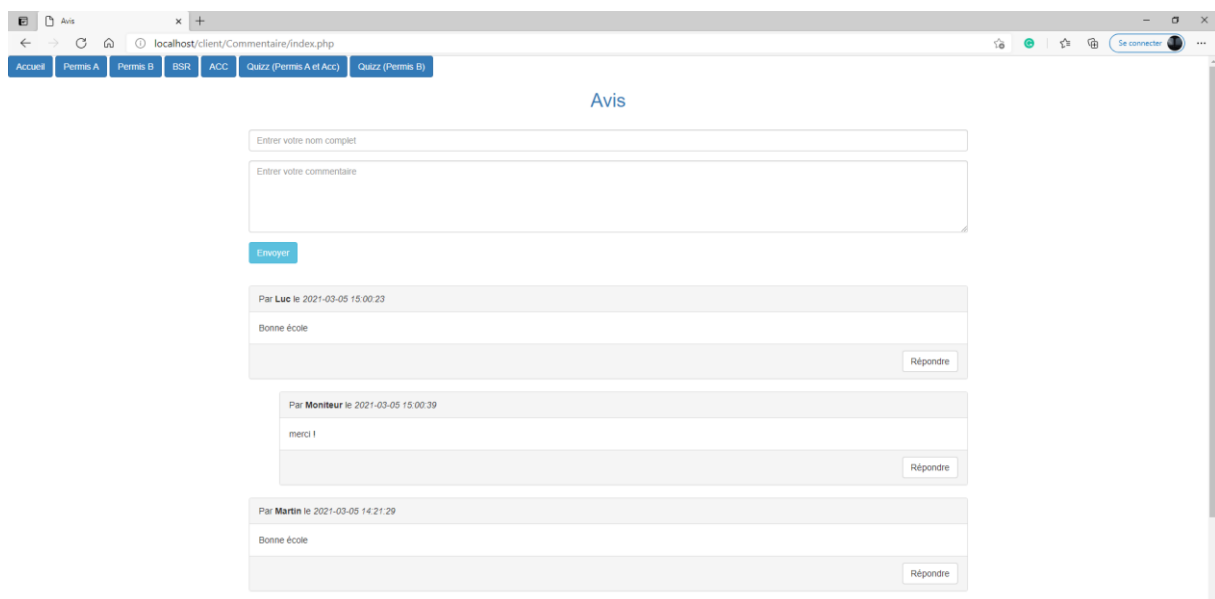 Avis
localhost/client/Commentaire/index.php
Se connecter
Accueil Permis A Permis B BSR ACC Quizz (Permis A et Acc) Quizz (Permis B)
Avis
Entrer votre nom complet
Entrer votre commentaire
Envoyer
Par Luc le 2021-03-05 15:00:23
Bonne école
Répondre
Par Moniteur le 2021-03-05 15:00:39
merci !
Répondre
Par Martin le 2021-03-05 14:21:29
Bonne école
Répondre